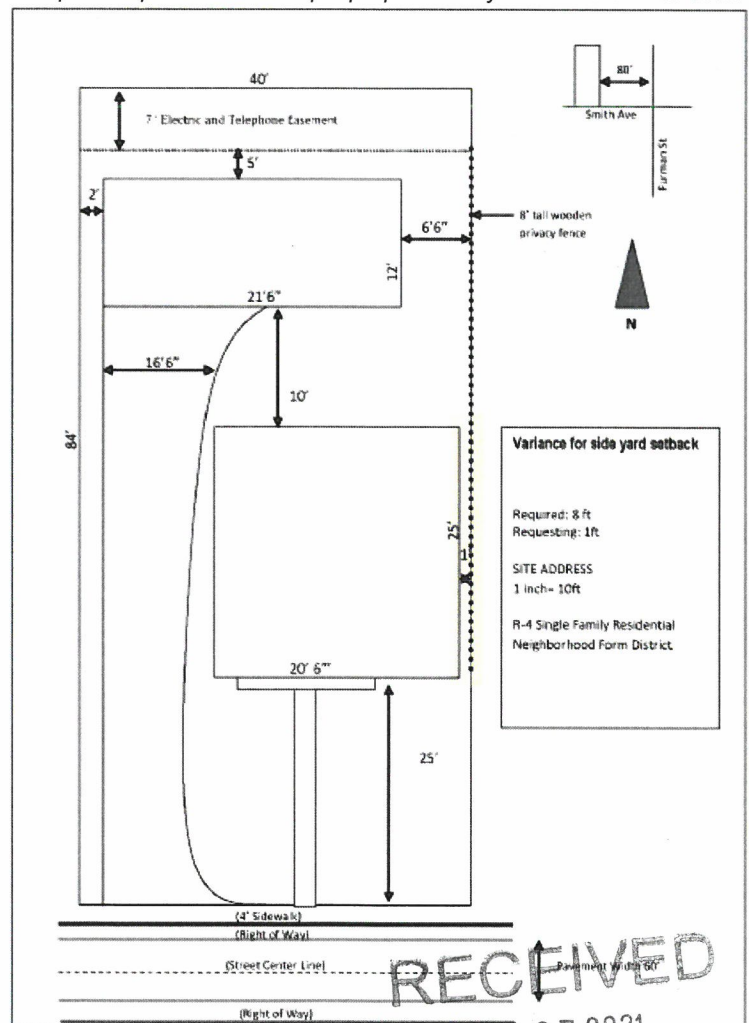 40'
80'
7' Electric and Telephone Easement
Smith Ave
Furman St
5'
2'
6'6"
8' tall wooden
privacy fence
12'
21'6"
N
16'6"
10'
84'
Variance for side yard setback
Required: 8 ft
Requesting: 1ft
25'
1'
SITE ADDRESS
1 inch= 10ft
R-4 Single Family Residential
Neighborhood Form District
20' 6"
25'
(4' Sidewalk)
(Right of Way)
(Street Center Line)
Pavement Width 60'
RECEIVED
(Right of Way)